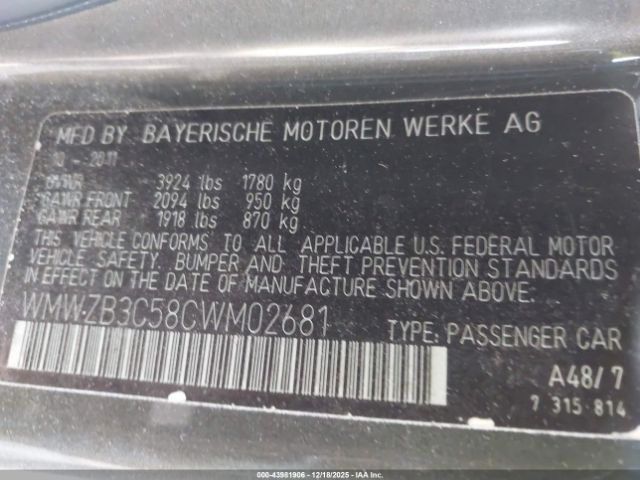 MFD BY BAYERISCHE MOTOREN WERKE AG
10 - 2011
GVWR 3924 lbs 1780 kg
GAWR FRONT 2094 lbs 950 kg
GAWR REAR 1918 lbs 870 kg
THIS VEHICLE CONFORMS TO ALL APPLICABLE U.S. FEDERAL MOTOR
VEHICLE SAFETY, BUMPER AND THEFT PREVENTION STANDARDS
IN EFFECT ON THE DATE OF MANUFACTURE SHOWN ABOVE.
WMWZB3C58CWM02681 TYPE: PASSENGER CAR
A48/7
7 315 814
000-43981906 - 12/18/2025 - IAA Inc.